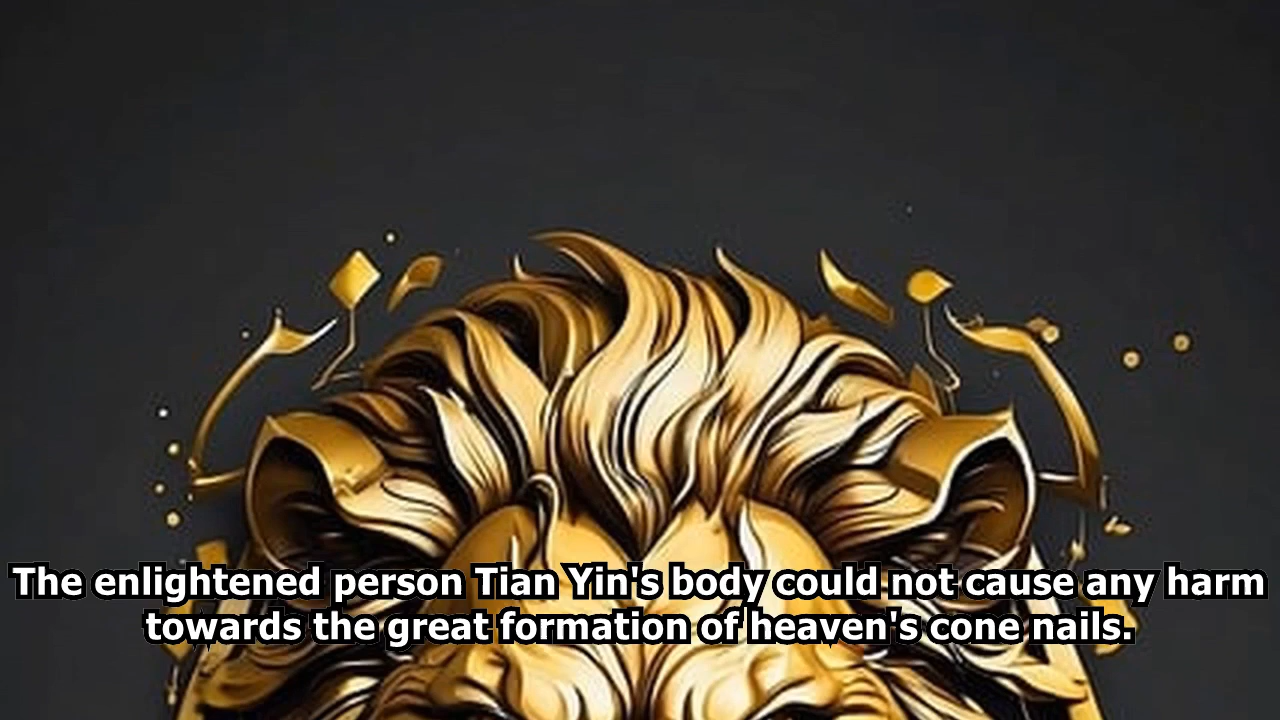 The enlightened person Tian Yin's body could not cause any harm
towards the great formation of heaven's cone nails.